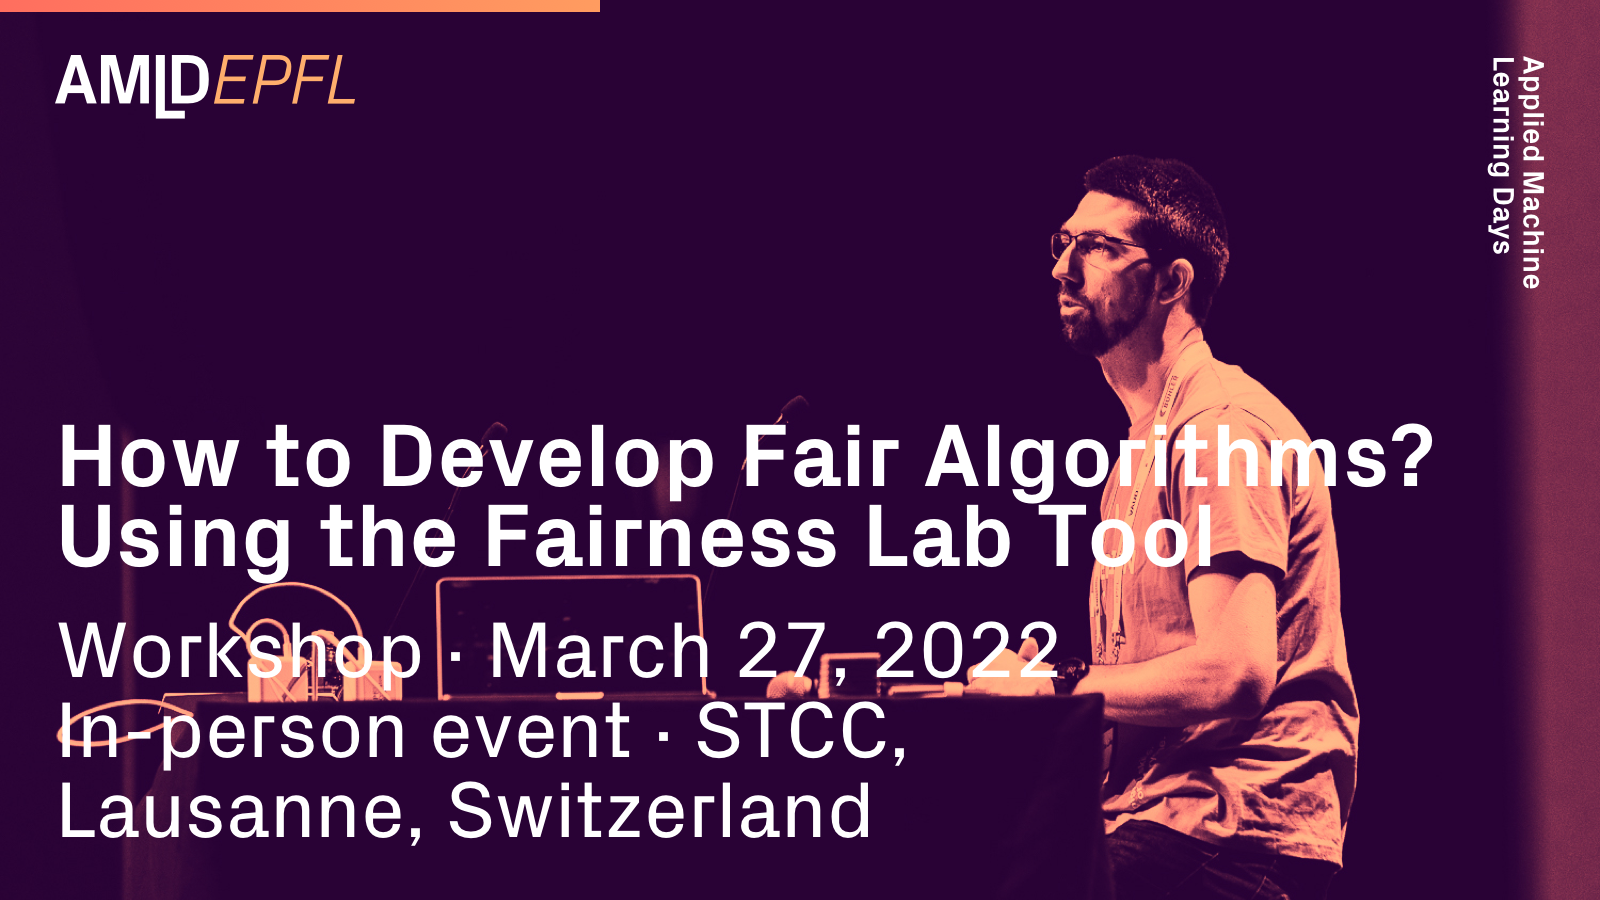 AMLDEPFL
Applied Machine
Learning Days
How to Develop Fair Algorithms?
Using the Fairness Lab Tool
Workshop · March 27, 2022
In-person event · STCC,
Lausanne, Switzerland